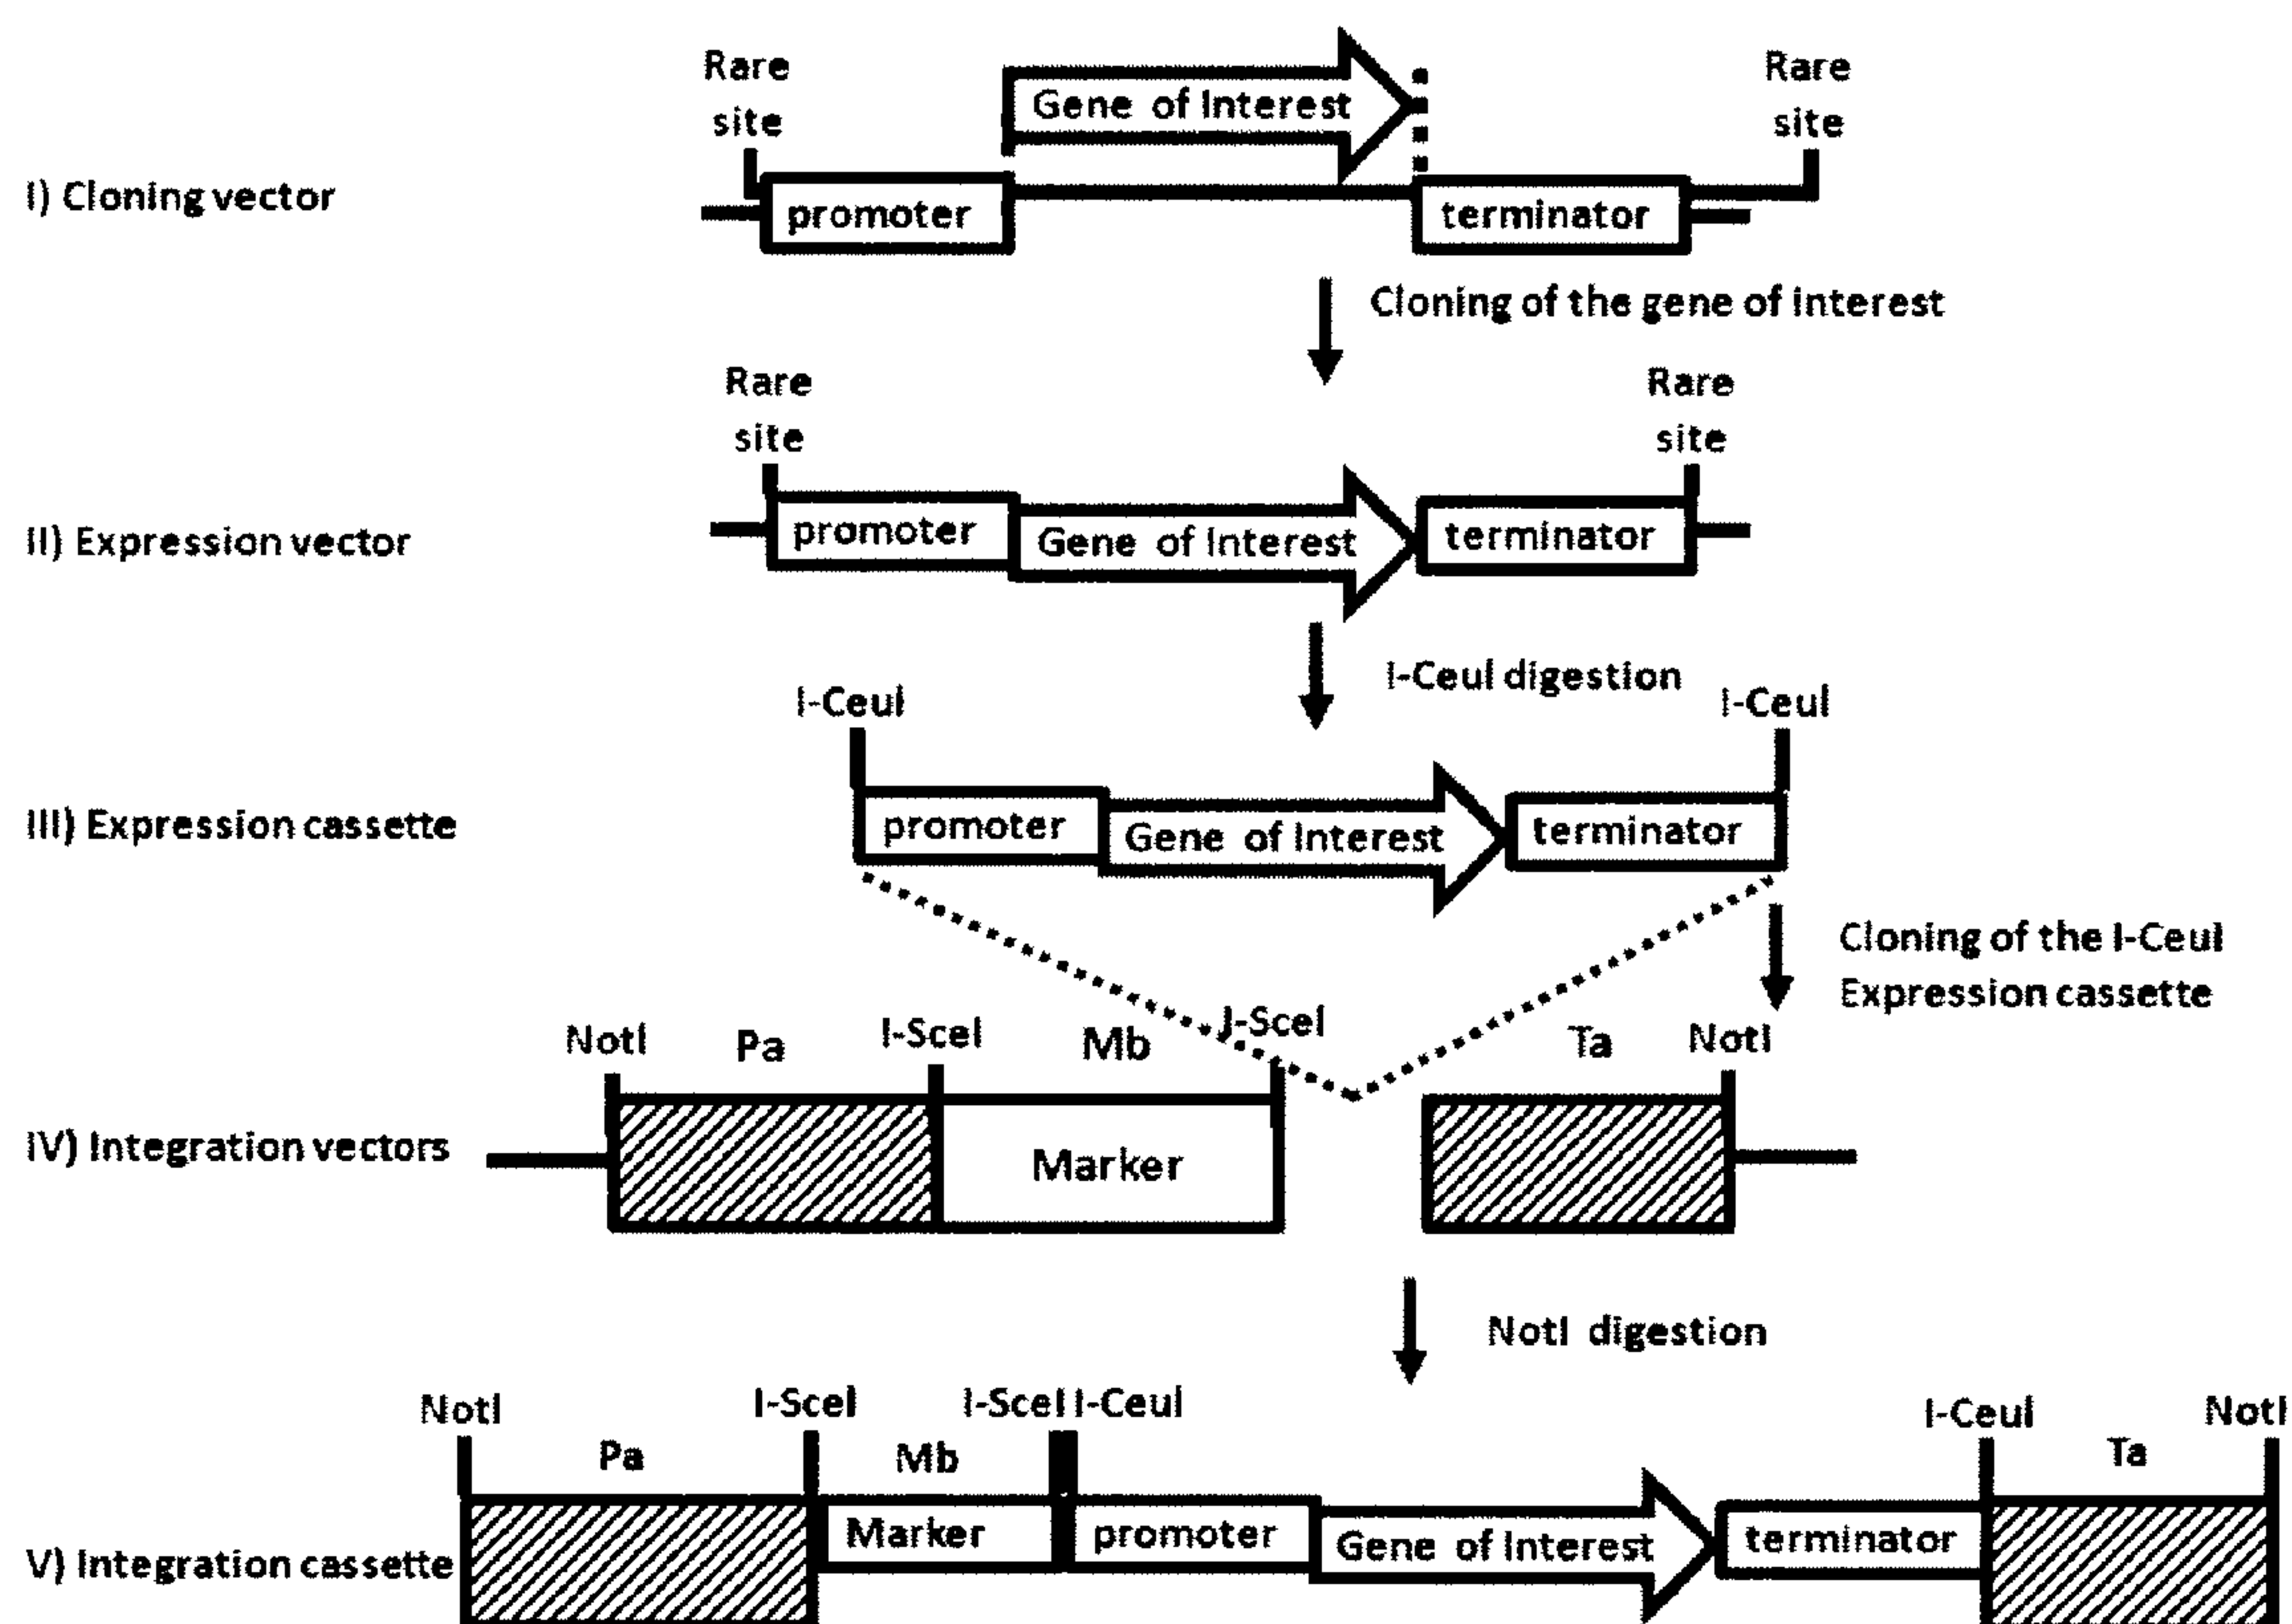 Rare
site
Gene of Interest
Rare
site
I) Cloning vector
promoter
terminator
Cloning of the gene of Interest
Rare
site
Rare
site
II) Expression vector
promoter
Gene of Interest
terminator
I-CeuI digestion
I-CeuI
I-CeuI
III) Expression cassette
promoter
Gene of Interest
terminator
Cloning of the I-CeuI
Expression cassette
NotI
Pa
I-SceI
Mb
I-SceI
Ta
NotI
IV) Integration vectors
Marker
NotI digestion
NotI
Pa
I-SceI
Mb
I-SceI
I-CeuI
I-CeuI
Ta
NotI
V) Integration cassette
Marker
promoter
Gene of Interest
terminator